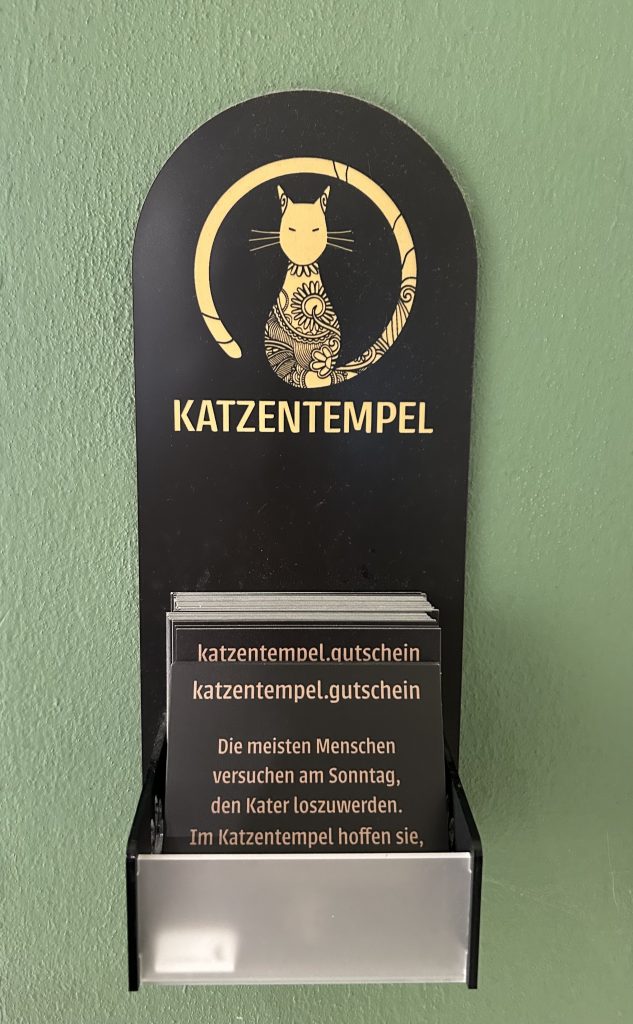 KATZENTEMPEL
katzentempel.gutschein
katzentempel.gutschein
Die meisten Menschen
versuchen am Sonntag,
den Kater loszuwerden.
Im Katzentempel hoffen sie,